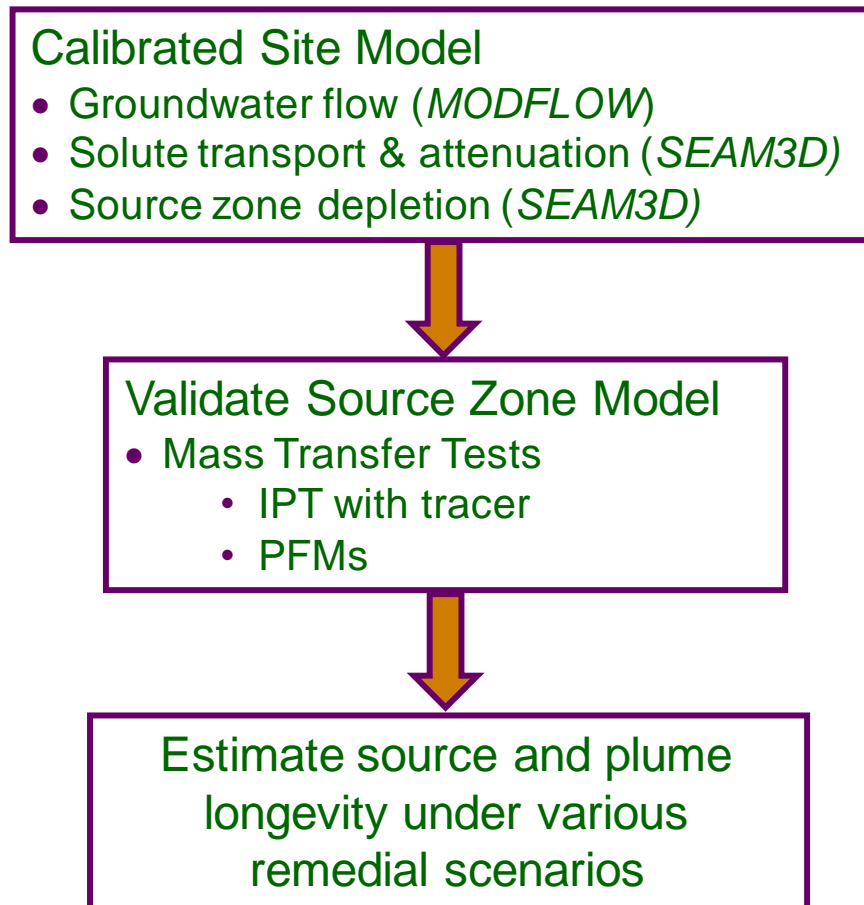 Calibrated Site Model
• Groundwater flow (MODFLOW)
• Solute transport & attenuation (SEAM3D)
• Source zone depletion (SEAM3D)
Validate Source Zone Model
• Mass Transfer Tests
• IPT with tracer
• PFMs
Estimate source and plume
longevity under various
remedial scenarios